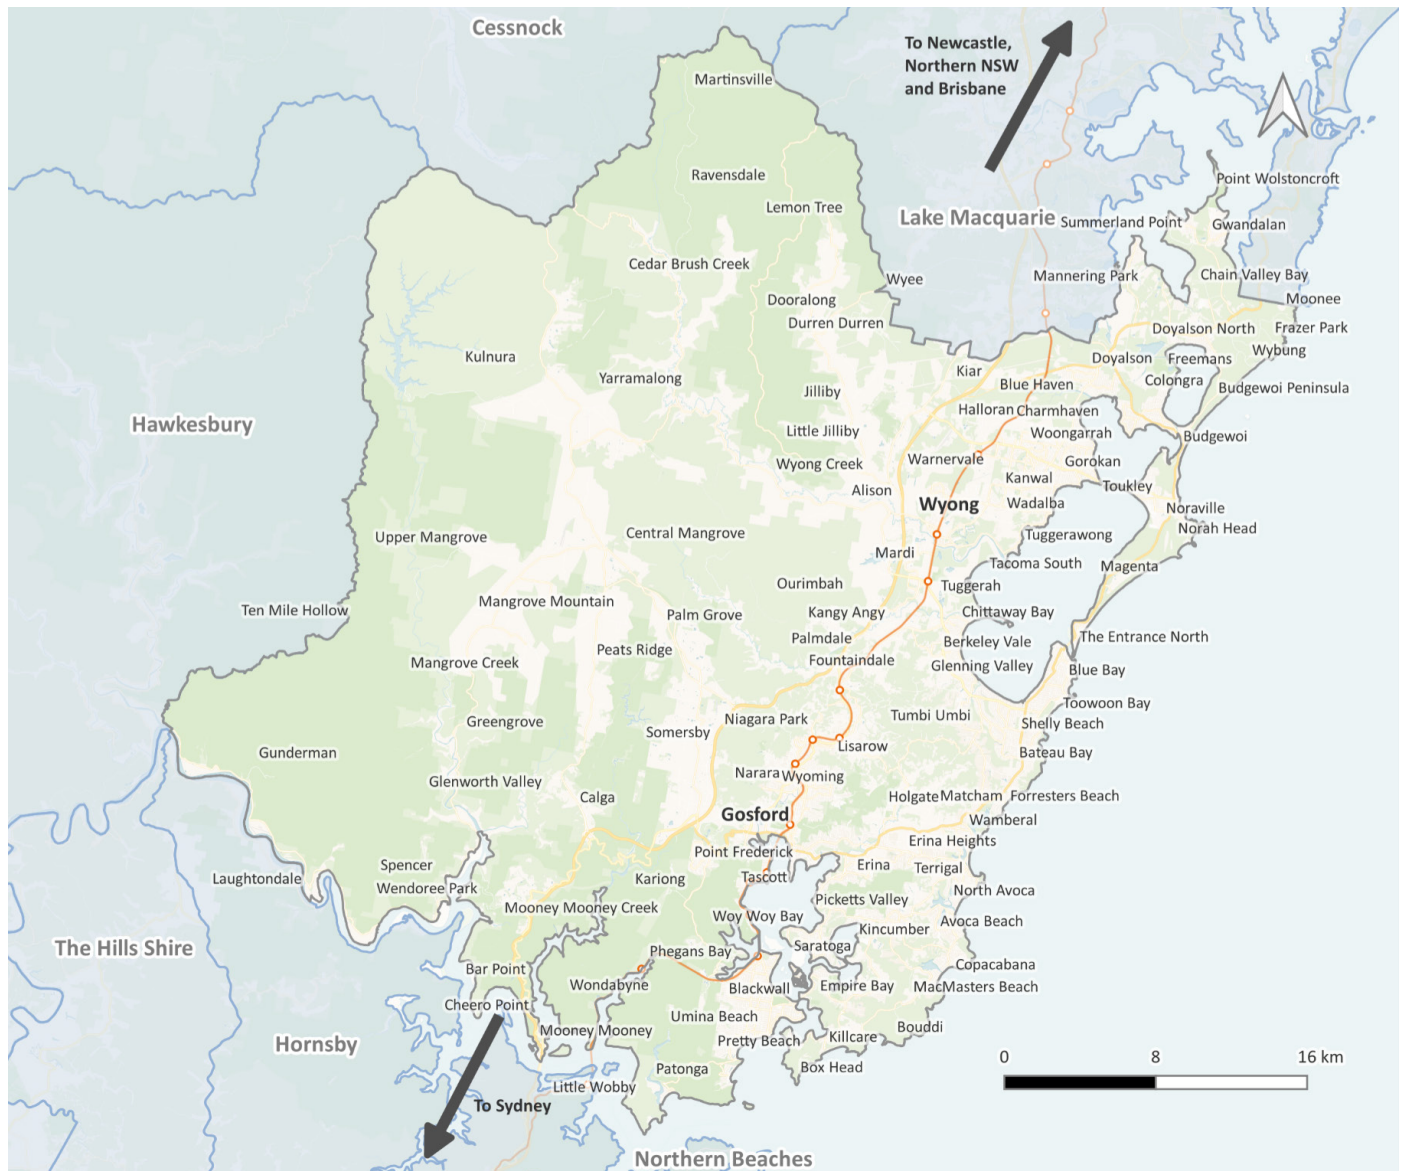 Cessnock
To Newcastle,
Northern NSW
and Brisbane
Martinsville
Ravensdale
Point Wolstoncroft
Lemon Tree
Lake Macquarie
Summerland Point
Gwandalan
Cedar Brush Creek
Wyee
Mannering Park
Chain Valley Bay
Dooralong
Moonee
Durren Durren
Doyalson North
Frazer Park
Kulnura
Wybung
Doyalson
Freemans
Kiar
Yarramalong
Blue Haven
Colongra
Budgewoi Peninsula
Jilliby
Halloran
Charmhaven
Hawkesbury
Little Jilliby
Woongarrah
Budgewoi
Wyong Creek
Warnervale
Gorokan
Kanwal
Toukley
Alison
Wyong
Wadalba
Noraville
Norah Head
Upper Mangrove
Central Mangrove
Tuggerawong
Mardi
Tacoma South
Magenta
Ourimbah
Tuggerah
Ten Mile Hollow
Mangrove Mountain
Palm Grove
Kangy Angy
Chittaway Bay
Palmdale
Berkeley Vale
The Entrance North
Peats Ridge
Mangrove Creek
Fountaindale
Glenning Valley
Blue Bay
Toowoon Bay
Greengrove
Niagara Park
Tumbi Umbi
Shelly Beach
Somersby
Gunderman
Lisarow
Bateau Bay
Glenworth Valley
Narara
Wyoming
Calga
Holgate
Matcham
Forresters Beach
Gosford
Wamberal
Erina Heights
Point Frederick
Spencer
Erina
Terrigal
Laughtondale
Wendoree Park
Kariong
Tascott
North Avoca
Mooney Mooney Creek
Picketts Valley
Woy Woy Bay
Avoca Beach
Kincumber
The Hills Shire
Phegans Bay
Saratoga
Bar Point
Copacabana
Wondabyne
Blackwall
Empire Bay
MacMasters Beach
Cheero Point
Umina Beach
Bouddi
Hornsby
Mooney Mooney
Pretty Beach
Killcare
0 8 16 km
Patonga
Box Head
Little Wobby
To Sydney
Northern Beaches